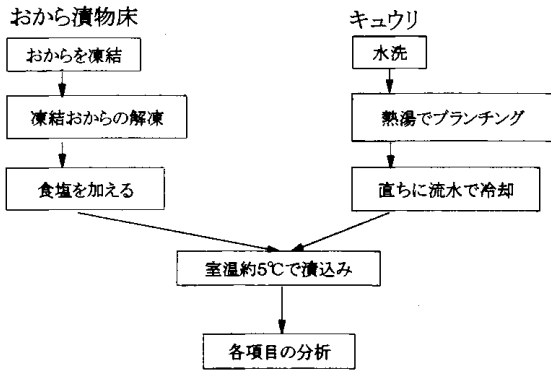 おから漬物床
おからを凍結
凍結おからの解凍
食塩を加える
キュウリ
水洗
熱湯でブランチング
直ちに流水で冷却
室温約5℃で漬込み
各項目の分析